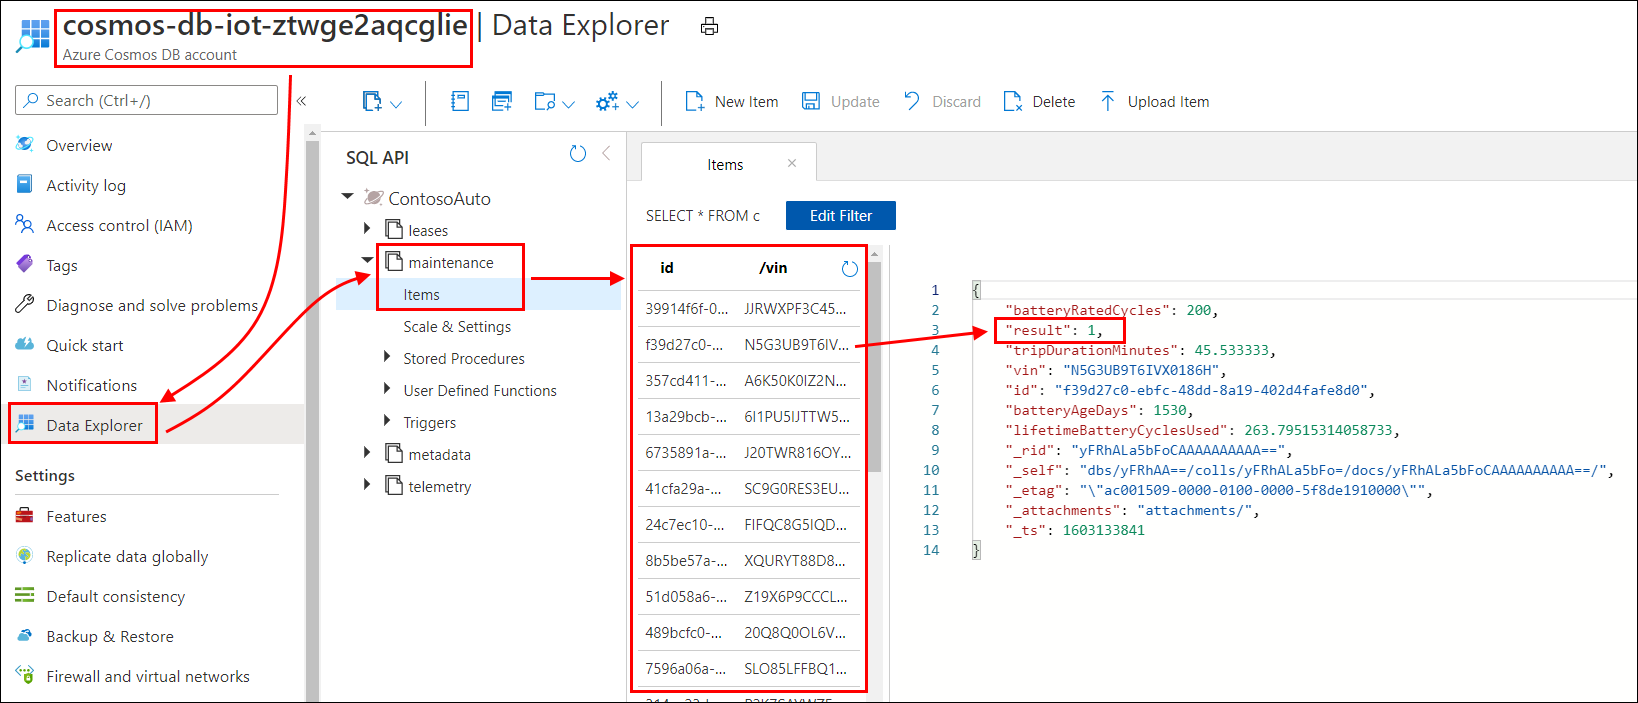 cosmos-db-iot-ztwge2aqcglie | Data Explorer
Azure Cosmos DB account
Search (Ctrl+/)
«
Overview
Activity log
Access control (IAM)
Tags
Diagnose and solve problems
Quick start
Notifications
Data Explorer
Settings
Features
Replicate data globally
Default consistency
Backup & Restore
Firewall and virtual networks
New Item
Update
Discard
Delete
Upload Item
SQL API
ContosoAuto
leases
maintenance
Items
Scale & Settings
Stored Procedures
User Defined Functions
Triggers
metadata
telemetry
Items
SELECT * FROM c
Edit Filter
id /vin
39914f6f-0... JJRWXPF3C45...
f39d27c0-... N5G3UB9T6IV...
357cd411-... A6K50K0IZ2N...
13a29bcb-... 6I1PU5IJTTW5...
6735891a-... J20TWR816OY...
41cfa29a-... SC9G0RES3EU...
24c7ec10-... FIFQC8G5IQD...
8b5be57a-... XQURYT88D8...
51d058a6-... Z19X6P9CCCL...
489bcfc0-... 20Q8Q0OL6V...
7596a06a-... SLO85LFFBQ1...
1 {
2 "batteryRatedCycles": 200,
3 "result": 1,
4 "tripDurationMinutes": 45.533333,
5 "vin": "N5G3UB9T6IVX0186H",
6 "id": "f39d27c0-ebfc-48dd-8a19-402d4fafe8d0",
7 "batteryAgeDays": 1530,
8 "lifetimeBatteryCyclesUsed": 263.79515314058733,
9 "_rid": "yFRhALa5bFoCAAAAAAAAAA==",
10 "_self": "dbs/yFRhAA==/colls/yFRhALa5bFo=/docs/yFRhALa5bFoCAAAAAAAAAA==/",
11 "_etag": "\"ac001509-0000-0100-0000-5f8de1910000\"",
12 "_attachments": "attachments/",
13 "_ts": 1603133841
14 }